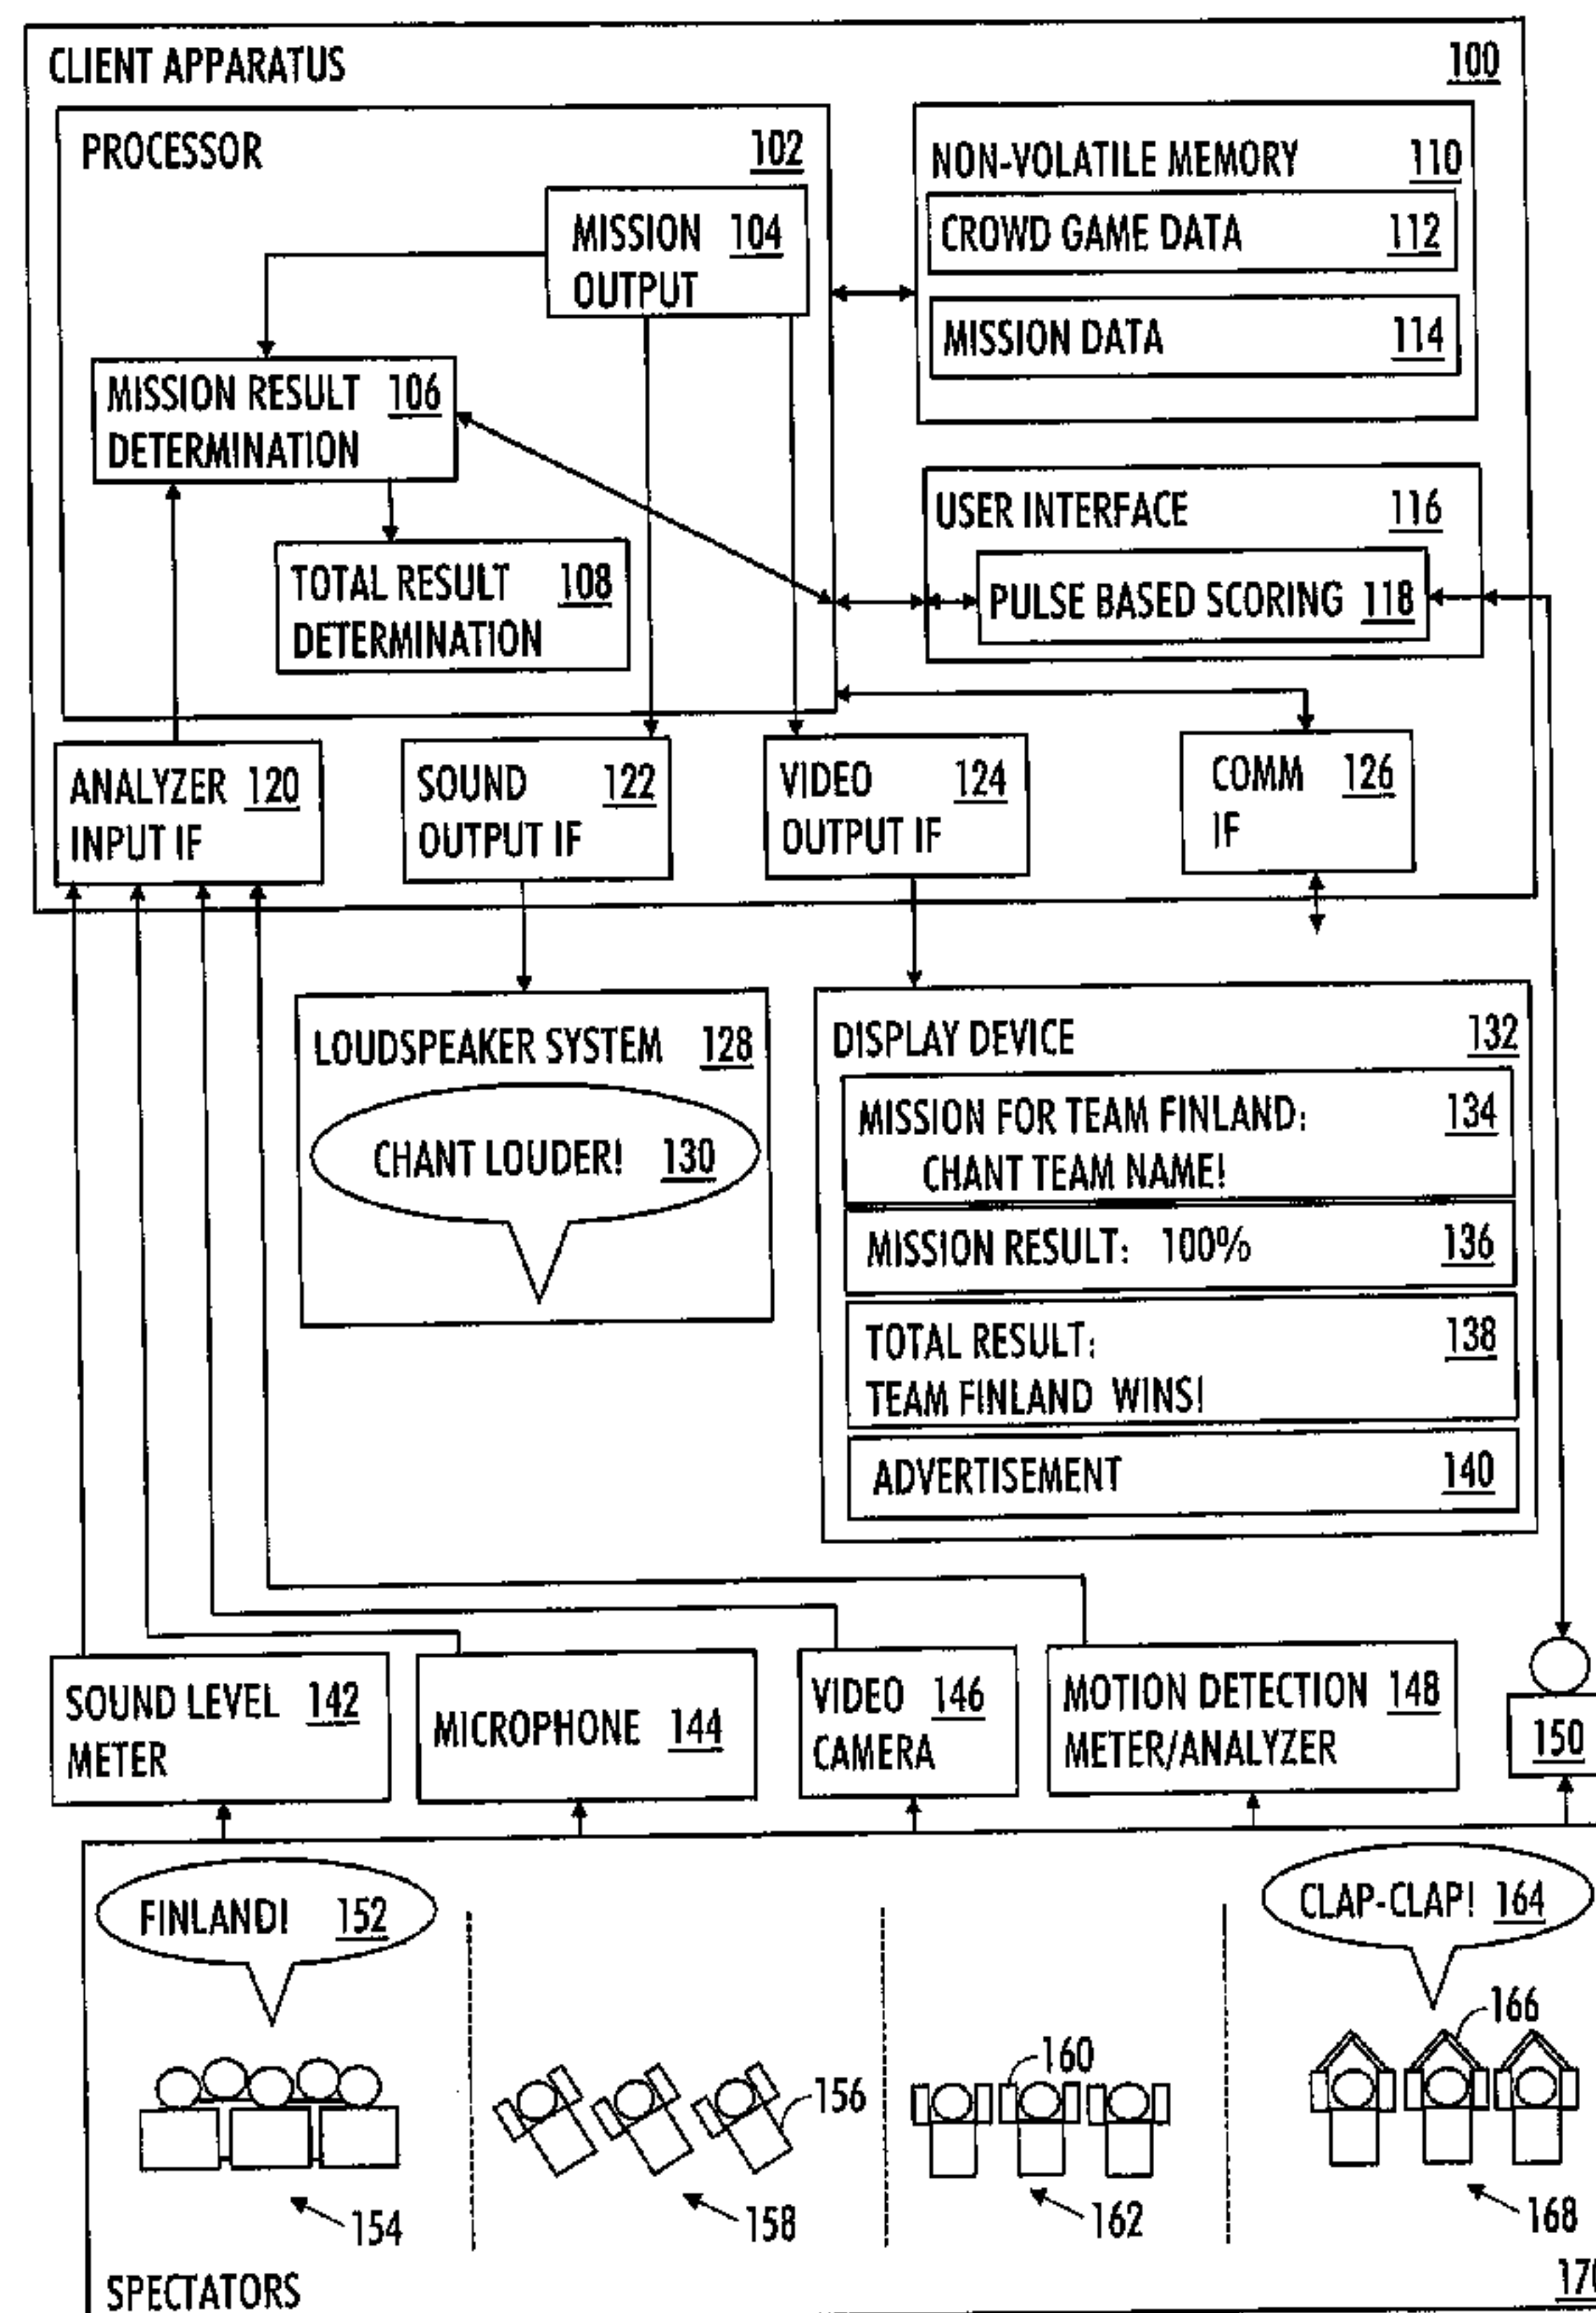 CLIENT APPARATUS 100
PROCESSOR 102
MISSION 104
OUTPUT
NON-VOLATILE MEMORY 110
CROWD GAME DATA 112
MISSION DATA 114
MISSION RESULT 106
DETERMINATION
TOTAL RESULT 108
DETERMINATION
USER INTERFACE 116
PULSE BASED SCORING 118
ANALYZER 120
INPUT IF
SOUND 122
OUTPUT IF
VIDEO 124
OUTPUT IF
COMM 126
IF
LOUDSPEAKER SYSTEM 128
CHANT LOUDER! 130
DISPLAY DEVICE 132
MISSION FOR TEAM FINLAND: 134
CHANT TEAM NAME!
MISSION RESULT: 100% 136
TOTAL RESULT: 138
TEAM FINLAND WINS!
ADVERTISEMENT 140
SOUND LEVEL 142
METER
MICROPHONE 144
VIDEO 146
CAMERA
MOTION DETECTION 148
METER/ANALYZER
150
FINLAND! 152
CLAP-CLAP! 164
166
160
156
154
158
162
168
SPECTATORS